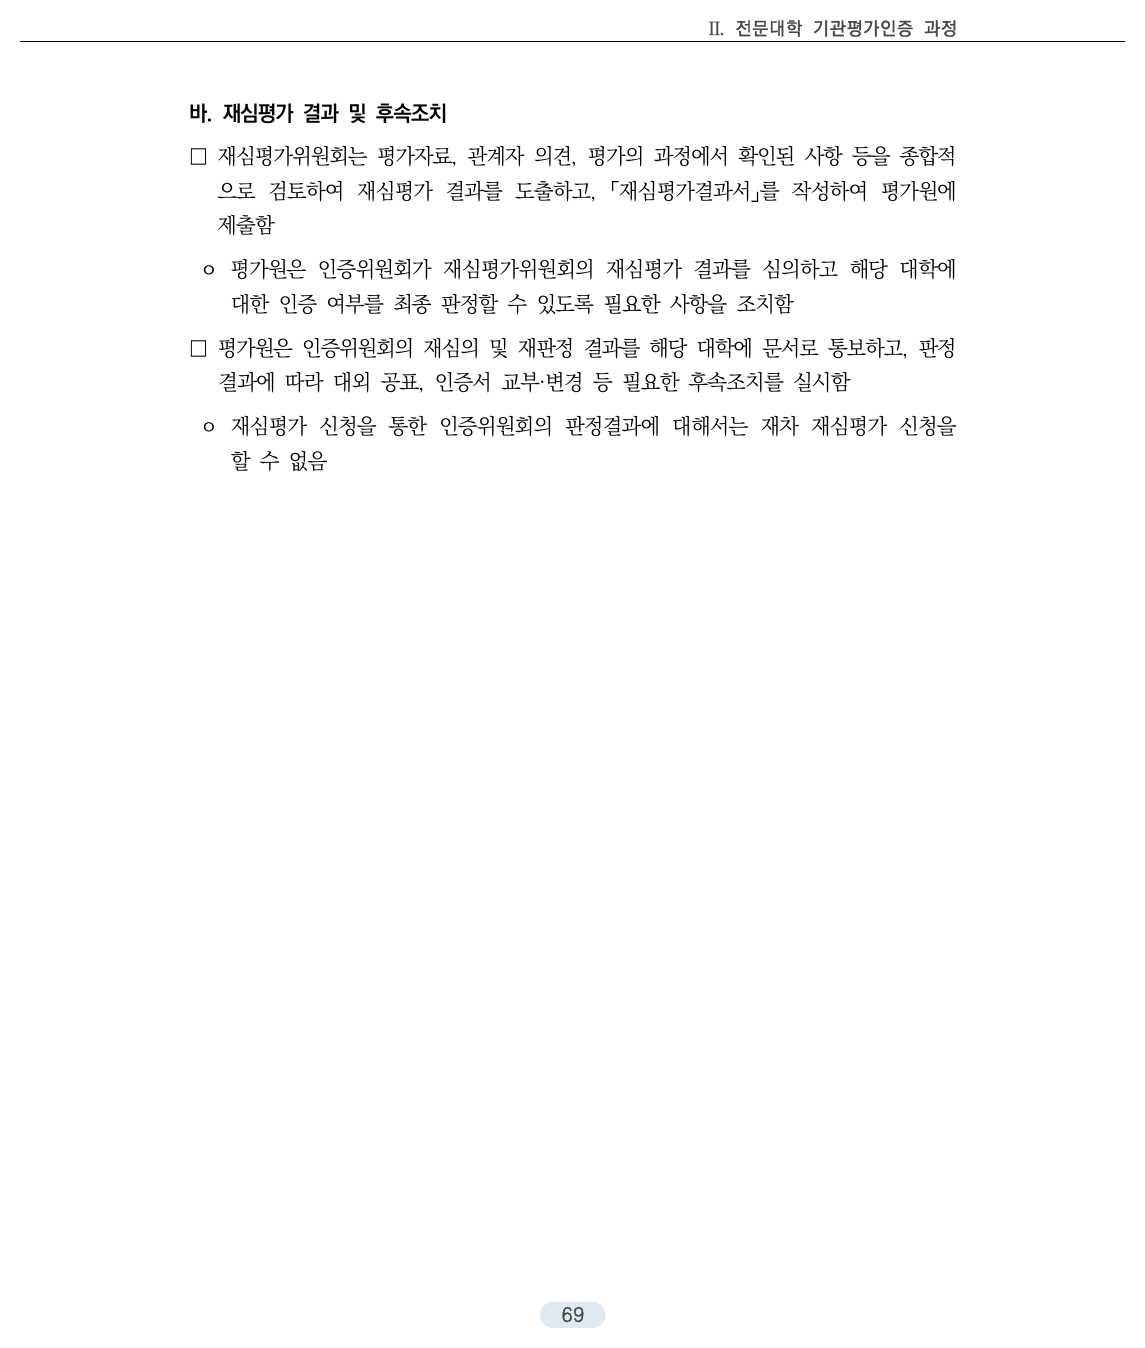 Ⅱ. 전문대학 기관평가인증 과정
바. 재심평가 결과 및 후속조치
□ 재심평가위원회는 평가자료, 관계자 의견, 평가의 과정에서 확인된 사항 등을 종합적
으로 검토하여 재심평가 결과를 도출하고, 「재심평가결과서」를 작성하여 평가원에
제출함
ㅇ 평가원은 인증위원회가 재심평가위원회의 재심평가 결과를 심의하고 해당 대학에
대한 인증 여부를 최종 판정할 수 있도록 필요한 사항을 조치함
□ 평가원은 인증위원회의 재심의 및 재판정 결과를 해당 대학에 문서로 통보하고, 판정
결과에 따라 대외 공표, 인증서 교부·변경 등 필요한 후속조치를 실시함
ㅇ 재심평가 신청을 통한 인증위원회의 판정결과에 대해서는 재차 재심평가 신청을
할 수 없음
69